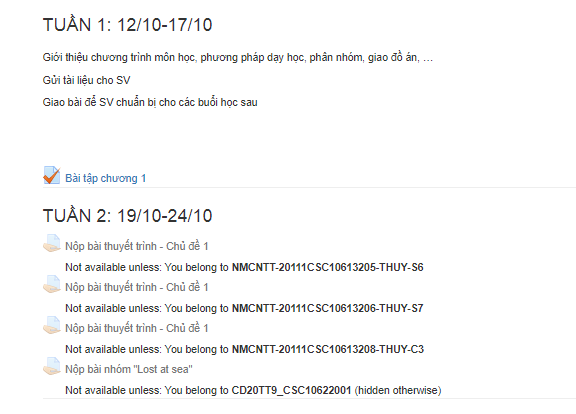 TUẦN 1: 12/10-17/10
Giới thiệu chương trình môn học, phương pháp dạy học, phân nhóm, giao đồ án, ...
Gửi tài liệu cho SV
Giao bài để SV chuẩn bị cho các buổi học sau
Bài tập chương 1
TUẦN 2: 19/10-24/10
Nộp bài thuyết trình - Chủ đề 1
Not available unless: You belong to NMCNTT-20111CSC10613205-THUY-S6
Nộp bài thuyết trình - Chủ đề 1
Not available unless: You belong to NMCNTT-20111CSC10613206-THUY-S7
Nộp bài thuyết trình - Chủ đề 1
Not available unless: You belong to NMCNTT-20111CSC10613208-THUY-C3
Nộp bài nhóm "Lost at sea"
Not available unless: You belong to CD20TT9_CSC10622001 (hidden otherwise)